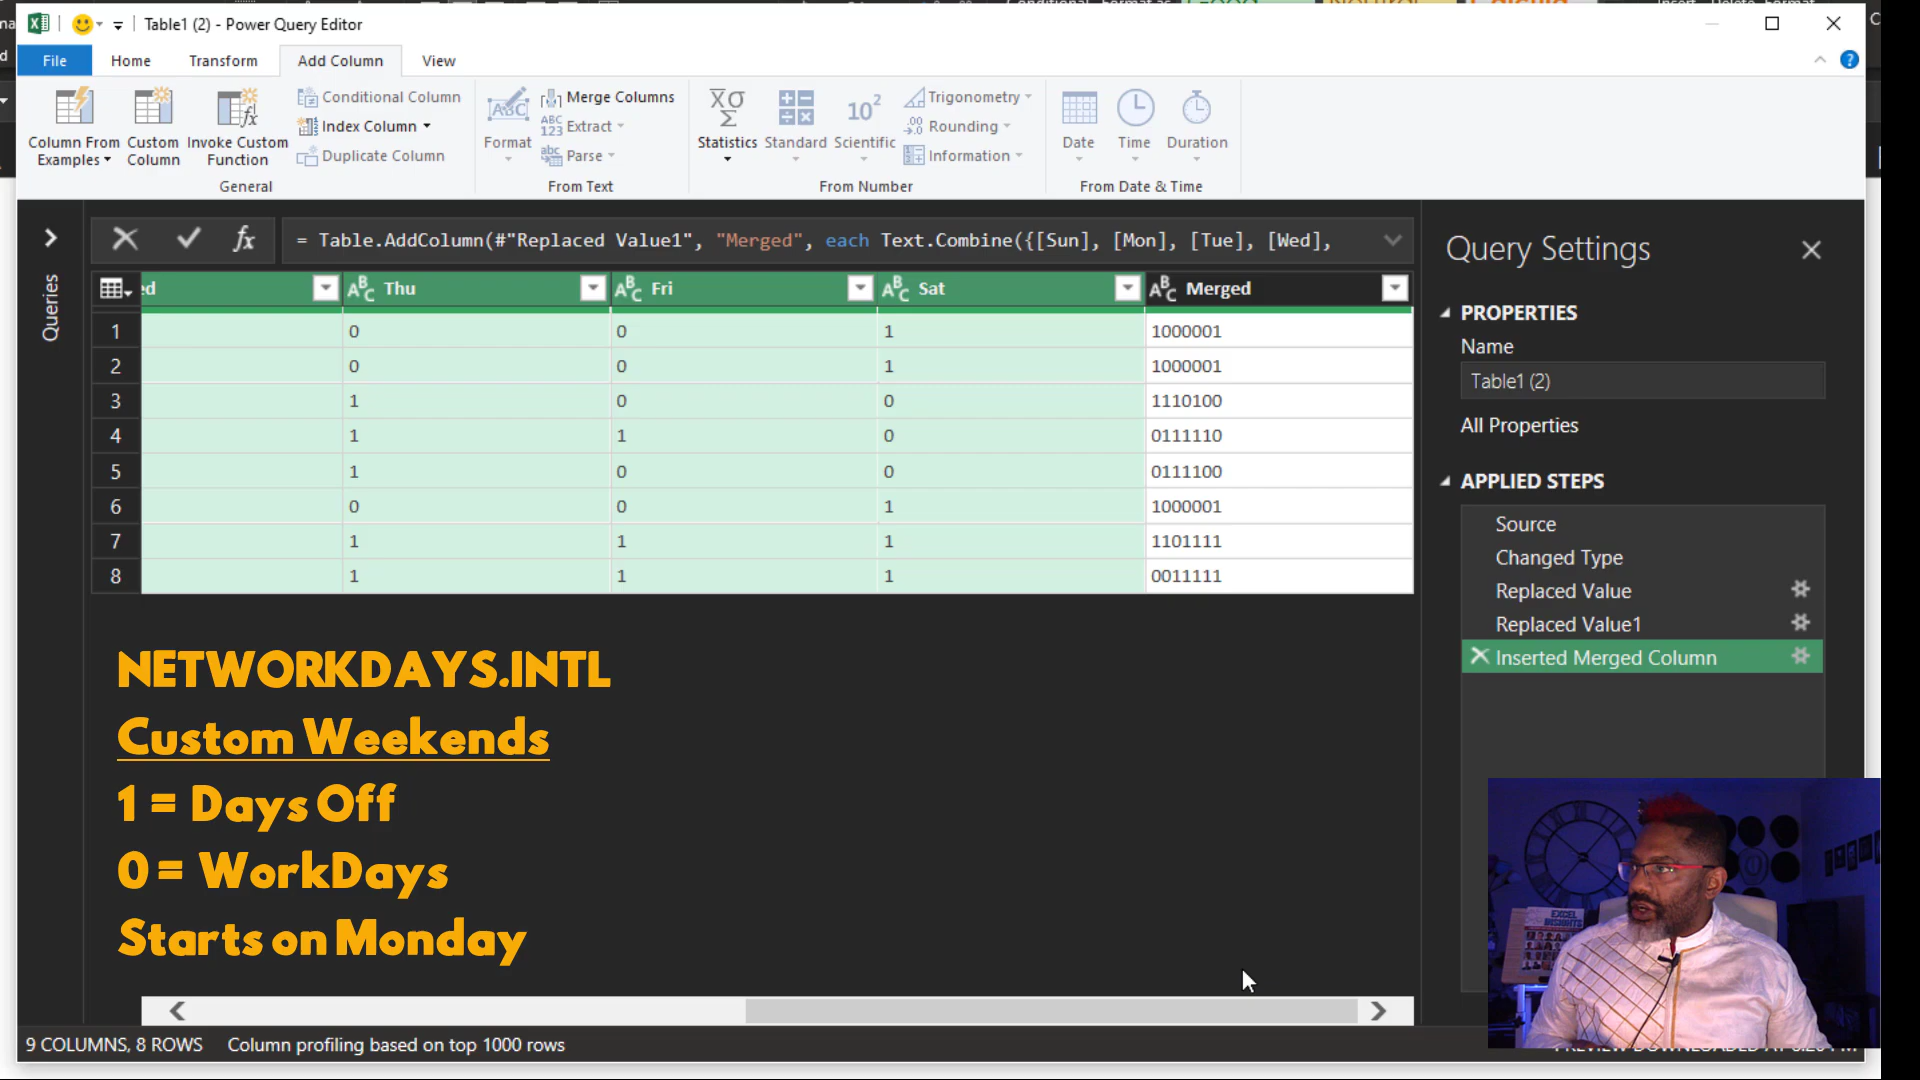 Table1 (2) - Power Query Editor
File Home Transform Add Column View
Column From Examples
Custom Column
Invoke Custom Function
Conditional Column
Index Column
Duplicate Column
General
Format
Merge Columns
ABC
123 Extract
abc Parse
From Text
Statistics
Standard
Scientific
Trigonometry
Rounding
Information
From Number
Date
Time
Duration
From Date & Time
Queries
fx
= Table.AddColumn(#"Replaced Value1", "Merged", each Text.Combine({[Sun], [Mon], [Tue], [Wed],
ed Thu Fri Sat Merged
1 0 0 1 1000001
2 0 0 1 1000001
3 1 0 0 1110100
4 1 1 0 0111110
5 1 0 0 0111100
6 0 0 1 1000001
7 1 1 1 1101111
8 1 1 1 0011111
NETWORKDAYS.INTL
Custom Weekends
1 = Days Off
0 = WorkDays
Starts on Monday
Query Settings
PROPERTIES
Name
Table1 (2)
All Properties
APPLIED STEPS
Source
Changed Type
Replaced Value
Replaced Value1
Inserted Merged Column
EXCEL INSIGHTS
9 COLUMNS, 8 ROWS Column profiling based on top 1000 rows